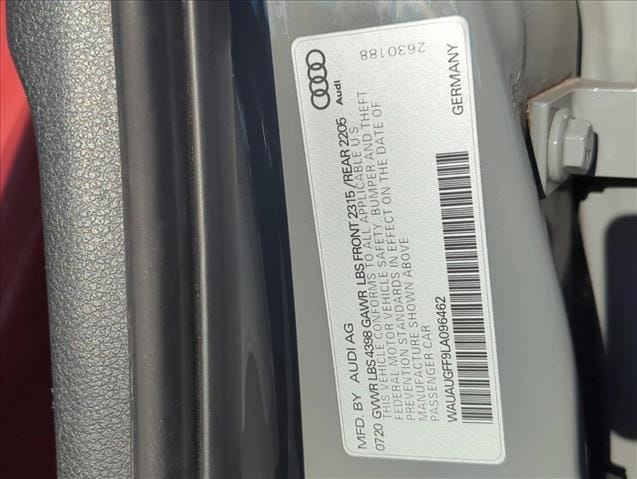 MFD. BY AUDI AG
0720 GVWR LBS 4398 GAWR LBS FRONT 2315/REAR 2205
THIS VEHICLE CONFORMS TO ALL APPLICABLE U.S
FEDERAL MOTOR VEHICLE SAFETY, BUMPER AND THEFT
PREVENTION STANDARDS IN EFFECT ON THE DATE OF
MANUFACTURE SHOWN ABOVE
PASSENGER CAR
WAUAUGFF9LA096462
GERMANY
Audi
2630188